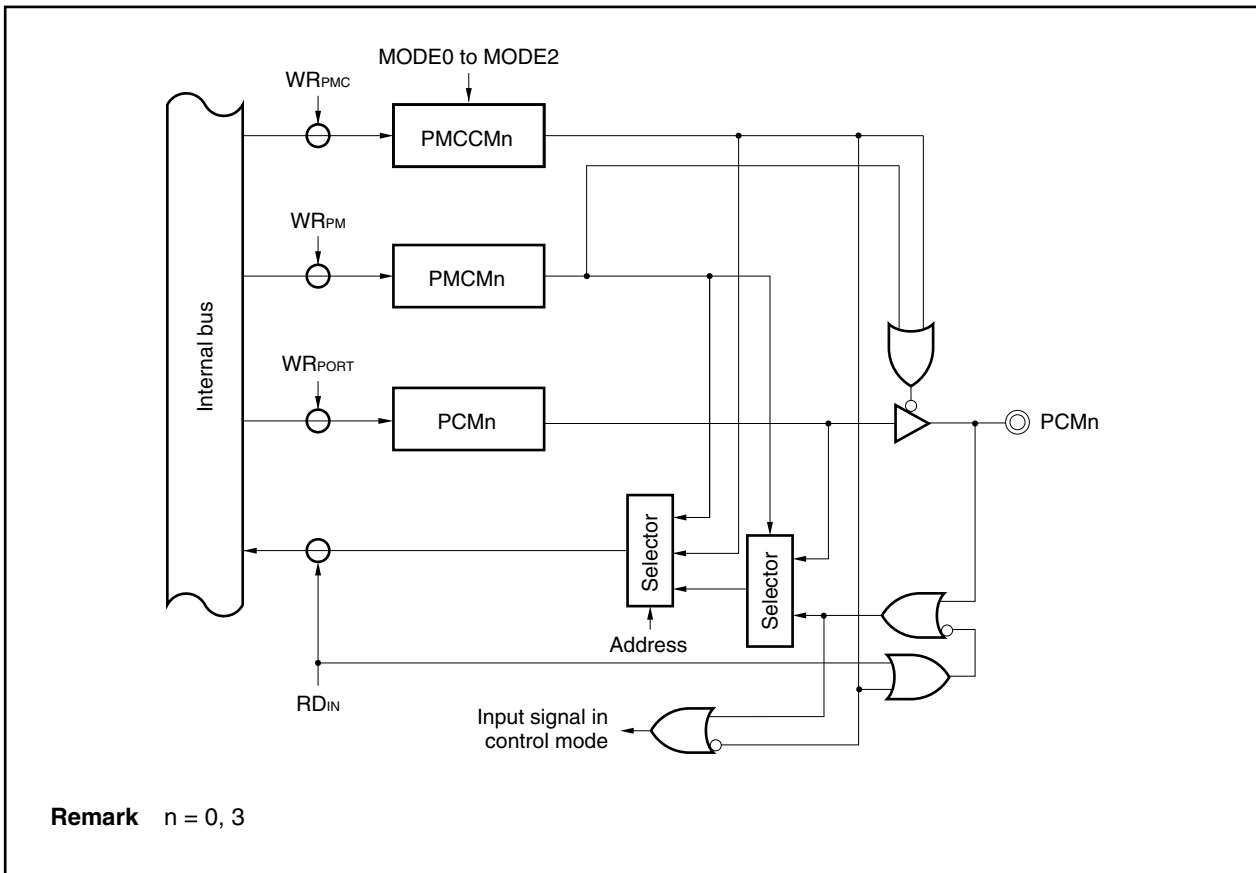 MODE0 to MODE2
WRPMC
PMCCMn
WRPM
PMCMn
Internal bus
WRPORT
PCMn
PCMn
Selector
Selector
Address
RDIN
Input signal in
control mode
Remark n = 0, 3